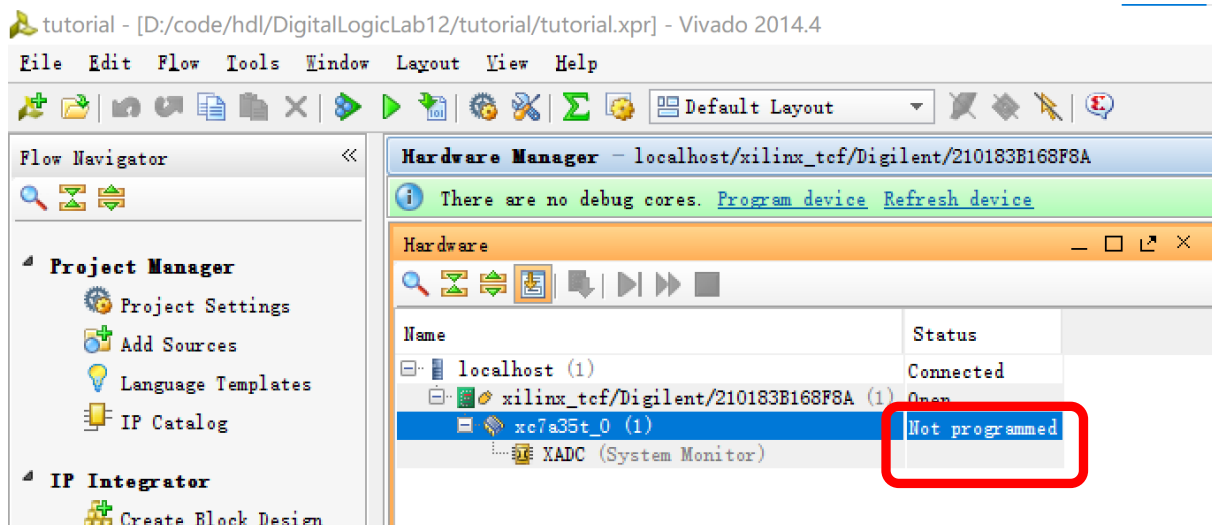 tutorial - [D:/code/hdl/DigitalLogicLab12/tutorial/tutorial.xpr] - Vivado 2014.4
File Edit Flow Tools Window Layout View Help
Default Layout
Flow Navigator
Hardware Manager - localhost/xilinx_tcf/Digilent/210183B168F8A
There are no debug cores. Program device Refresh device
Hardware
Project Manager
Project Settings
Add Sources
Language Templates
IP Catalog
IP Integrator
Create Block Design
Name Status
localhost (1) Connected
xilinx_tcf/Digilent/210183B168F8A (1) Open
xc7a35t_0 (1) Not programmed
XADC (System Monitor)